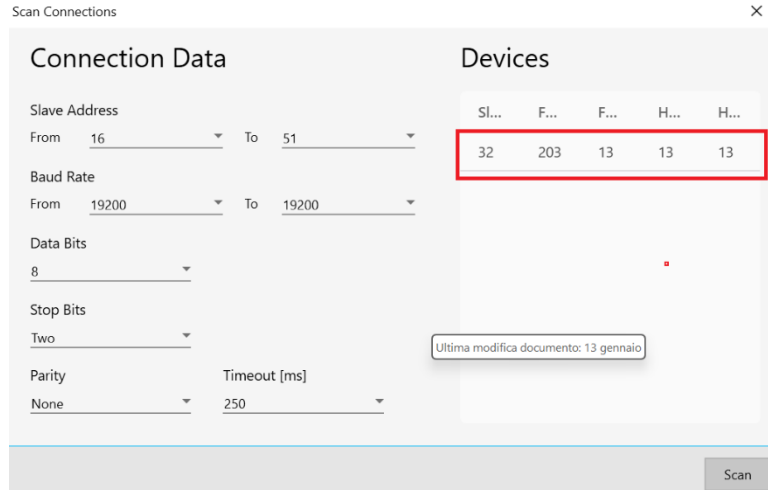 Scan Connections
Connection Data
Slave Address
From 16 To 51
Baud Rate
From 19200 To 19200
Data Bits
8
Stop Bits
Two
Parity Timeout [ms]
None 250
Devices
Sl... F... F... H... H...
32 203 13 13 13
Ultima modifica documento: 13 gennaio
Scan